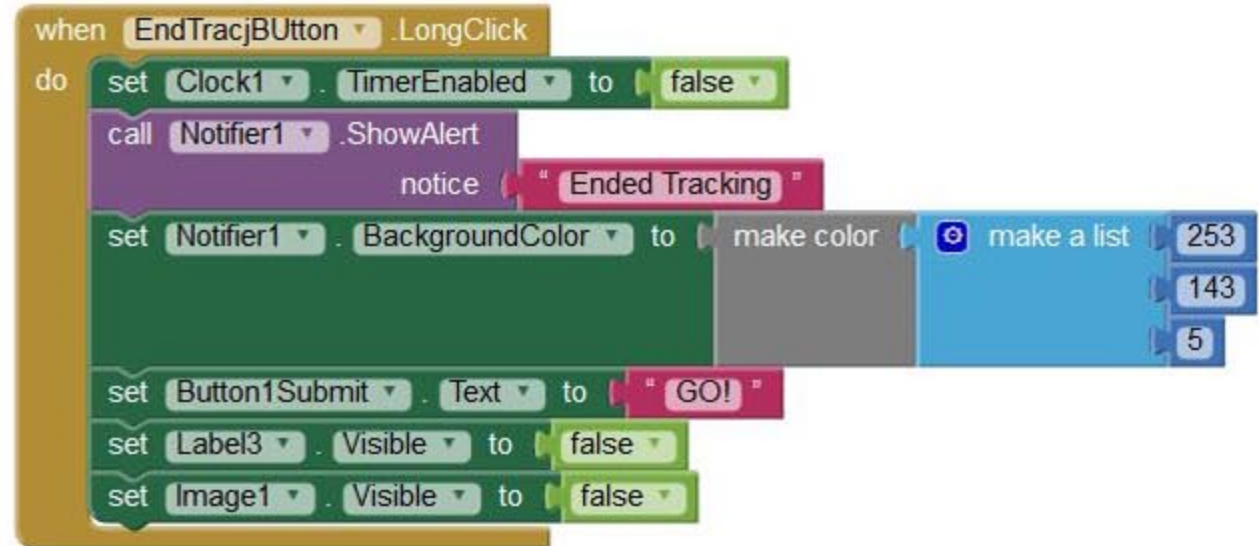 when EndTracjBUtton .LongClick
do set Clock1 . TimerEnabled to false
call Notifier1 .ShowAlert
notice " Ended Tracking "
set Notifier1 . BackgroundColor to make color make a list 253
143
5
set Button1Submit . Text to " GO! "
set Label3 . Visible to false
set Image1 . Visible to false